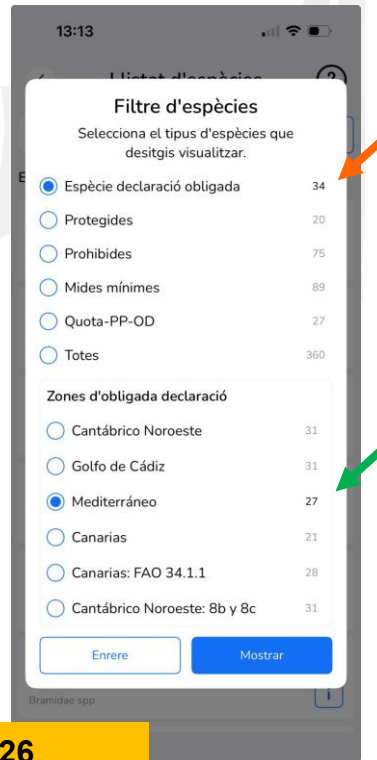 13:13
Llistat d'espècies
?
Filtre d'espècies
Selecciona el tipus d'espècies que
desitgis visualitzar.
E
Espècie declaració obligada 34
Protegides 20
Prohibides 75
Mides mínimes 89
Quota-PP-OD 27
Totes 360
Zones d'obligada declaració
Cantábrico Noroeste 31
Golfo de Cádiz 31
Mediterráneo 27
Canarias 21
Canarias: FAO 34.1.1 28
Cantábrico Noroeste: 8b y 8c 31
Enrere Mostrar
Bramidae spp i
26